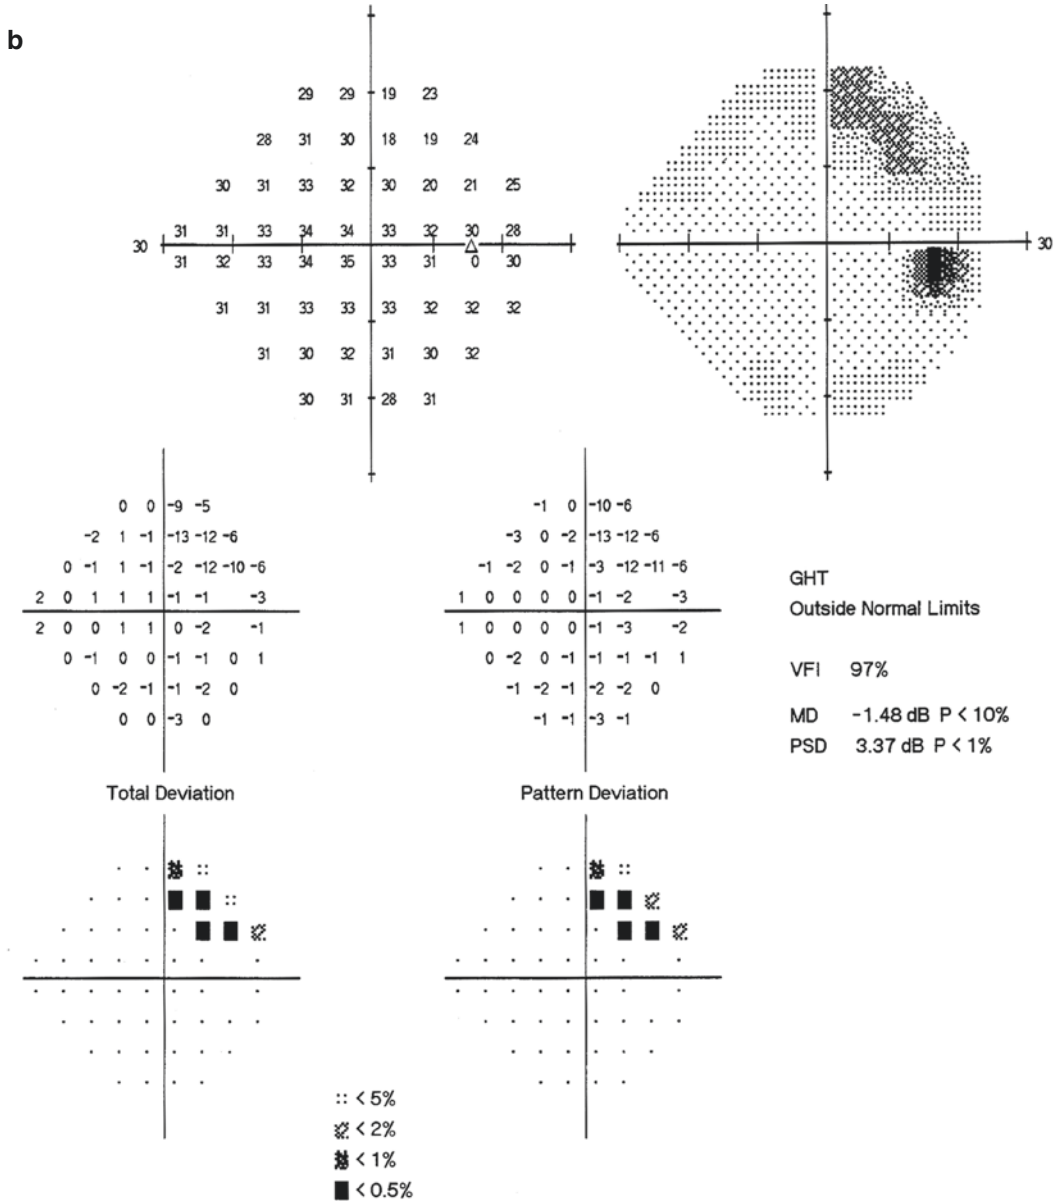 b
29 29 19 23
28 31 30 18 19 24
30 31 33 32 30 20 21 25
31 31 33 34 34 33 32 30 28
30
30
31 32 33 34 35 33 31 0 30
31 31 33 33 33 32 32 32
31 30 32 31 30 32
30 31 28 31
0 0 -9 -5
-2 1 -1 -13 -12 -6
0 -1 1 -1 -2 -12 -10 -6
2 0 1 1 1 -1 -1 -3
2 0 0 1 1 0 -2 -1
0 -1 0 0 -1 -1 0 1
0 -2 -1 -1 -2 0
0 0 -3 0
Total Deviation
-1 0 -10 -6
-3 0 -2 -13 -12 -6
-1 -2 0 -1 -3 -12 -11 -6
1 0 0 0 0 -1 -2 -3
1 0 0 0 0 -1 -3 -2
0 -2 0 -1 -1 -1 -1 1
-1 -2 -1 -2 -2 0
-1 -1 -3 -1
Pattern Deviation
GHT
Outside Normal Limits
VFI 97%
MD -1.48 dB P < 10%
PSD 3.37 dB P < 1%
< 5%
< 2%
< 1%
< 0.5%